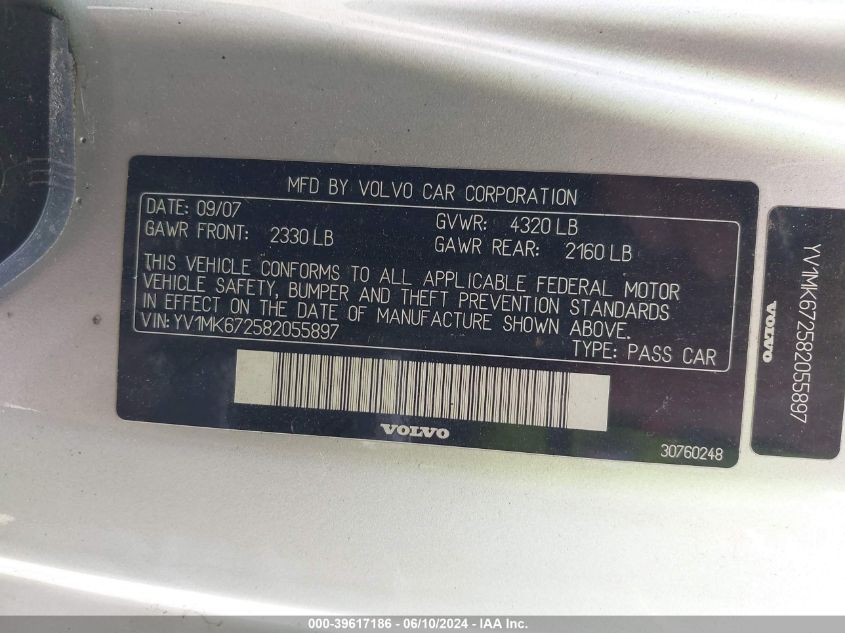 MFD BY VOLVO CAR CORPORATION
DATE: 09/07 GVWR: 4320 LB
GAWR FRONT: 2330 LB GAWR REAR: 2160 LB
THIS VEHICLE CONFORMS TO ALL APPLICABLE FEDERAL MOTOR
VEHICLE SAFETY, BUMPER AND THEFT PREVENTION STANDARDS
IN EFFECT ON THE DATE OF MANUFACTURE SHOWN ABOVE.
VIN: YV1MK672582055897
TYPE: PASS CAR
VOLVO
30760248
VOLVO
YV1MK672582055897
000-39617186 - 06/10/2024 - IAA Inc.